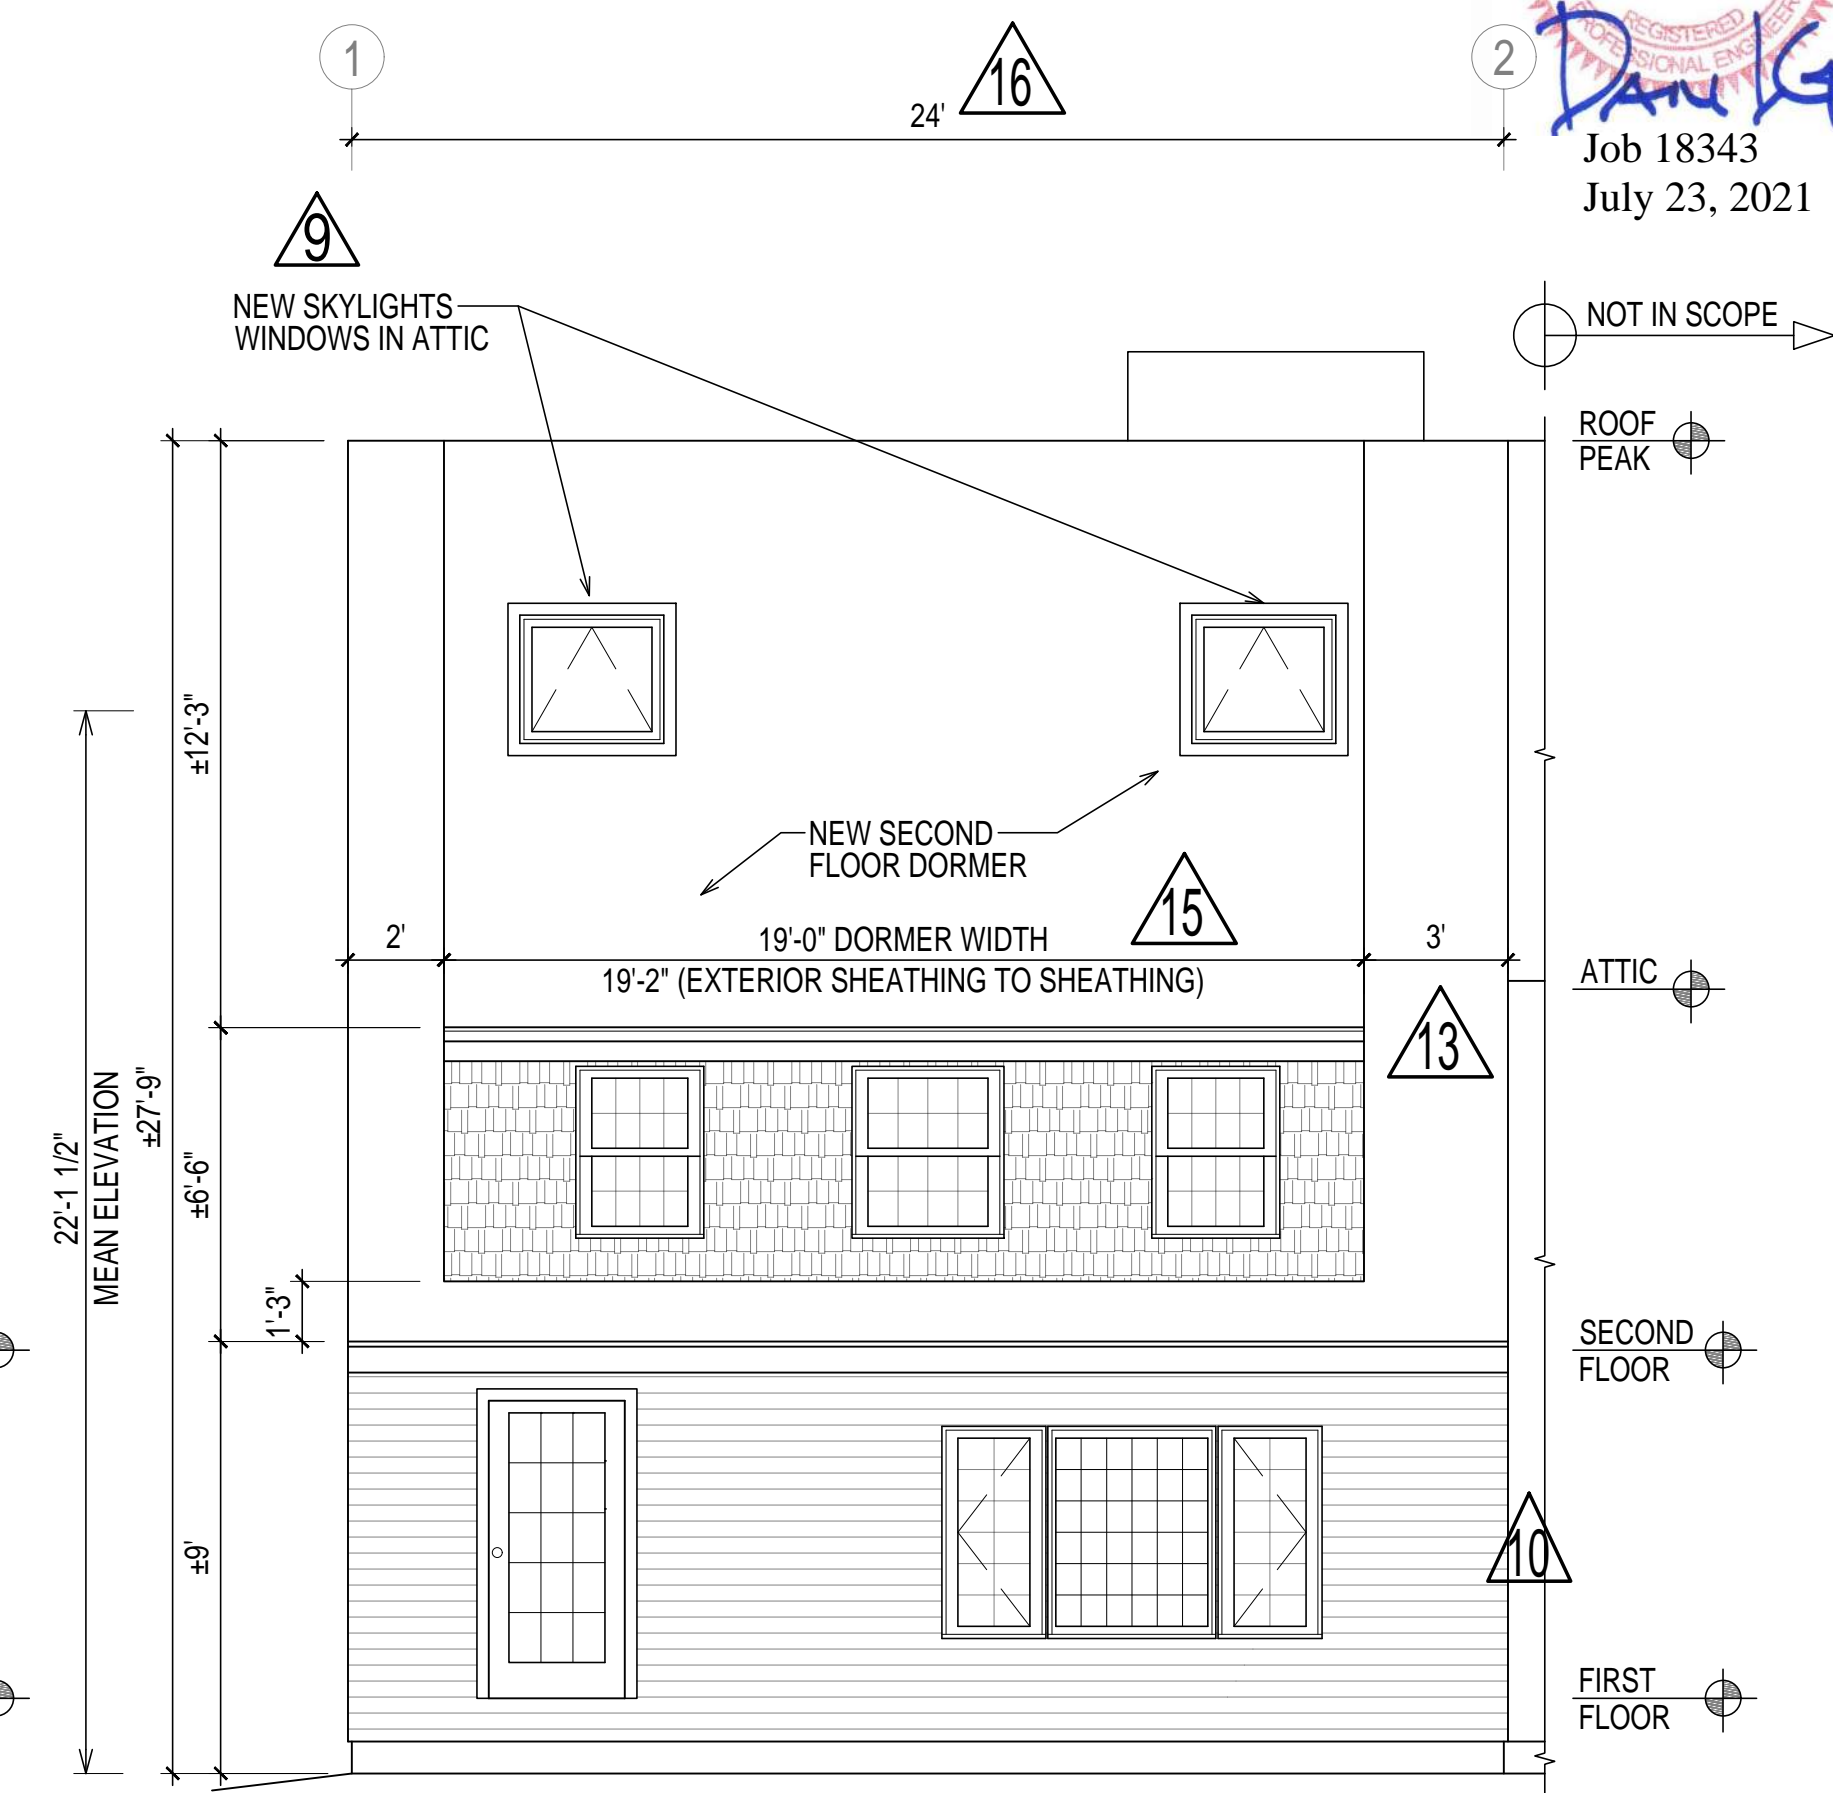 REGISTERED
PROFESSIONAL ENGINEER
1
16
2
24'
Job 18343
July 23, 2021
9
NEW SKYLIGHTS
WINDOWS IN ATTIC
NOT IN SCOPE
ROOF
PEAK
±12'-3"
NEW SECOND
FLOOR DORMER
15
2'
19'-0" DORMER WIDTH
3'
19'-2" (EXTERIOR SHEATHING TO SHEATHING)
ATTIC
13
22'-1 1/2"
MEAN ELEVATION
±27'-9"
±6'-6"
1'-3"
SECOND
FLOOR
±9'
10
FIRST
FLOOR